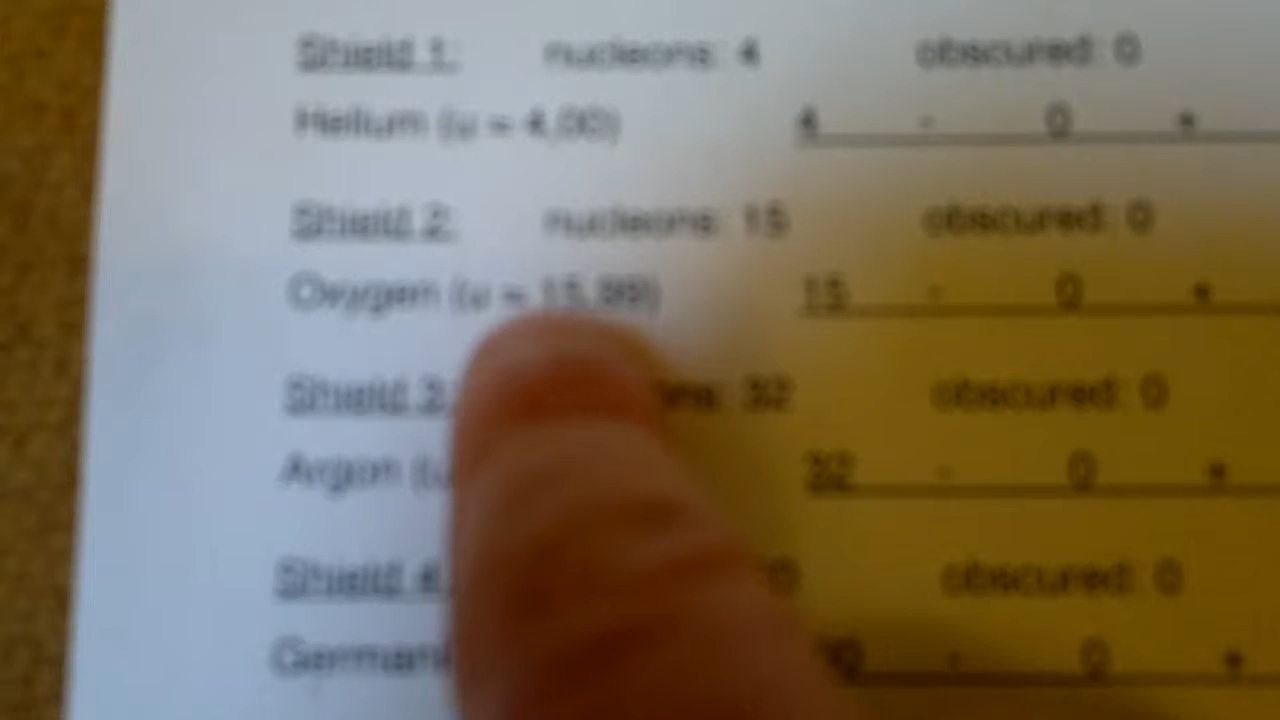 Shield 1: nucleons: 4 obscured: 0
Helium (u = 4,00) 4 - 0 +
Shield 2: nucleons: 15 obscured: 0
Oxygen (u = 15,99) 15 - 0 +
Shield 3: 32 obscured: 0
Argon (u 32 - 0 +
Shield 4: obscured: 0
- 0 +